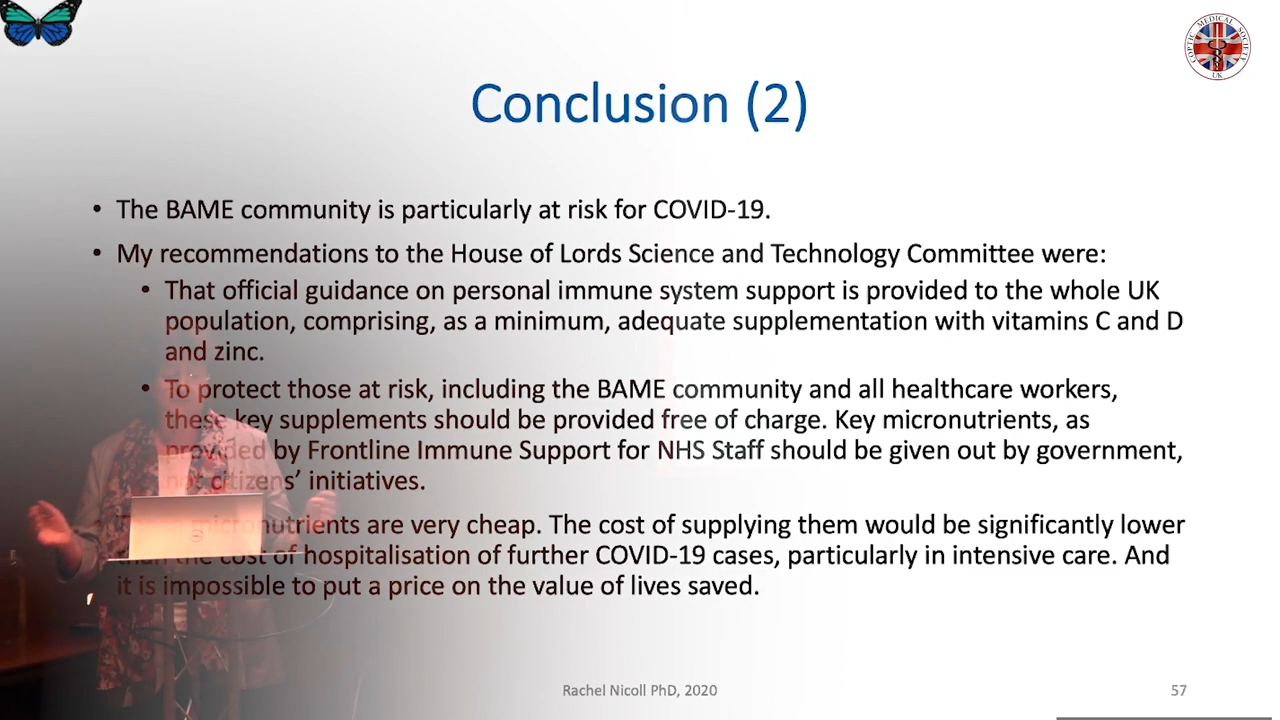 COPTIC MEDICAL SOCIETY
UK
Conclusion (2)
• The BAME community is particularly at risk for COVID-19.
• My recommendations to the House of Lords Science and Technology Committee were:
• That official guidance on personal immune system support is provided to the whole UK
population, comprising, as a minimum, adequate supplementation with vitamins C and D
and zinc.
• To protect those at risk, including the BAME community and all healthcare workers,
these key supplements should be provided free of charge. Key micronutrients, as
provided by Frontline Immune Support for NHS Staff should be given out by government,
not citizens’ initiatives.
micronutrients are very cheap. The cost of supplying them would be significantly lower
than the cost of hospitalisation of further COVID-19 cases, particularly in intensive care. And
it is impossible to put a price on the value of lives saved.
Rachel Nicoll PhD, 2020
57